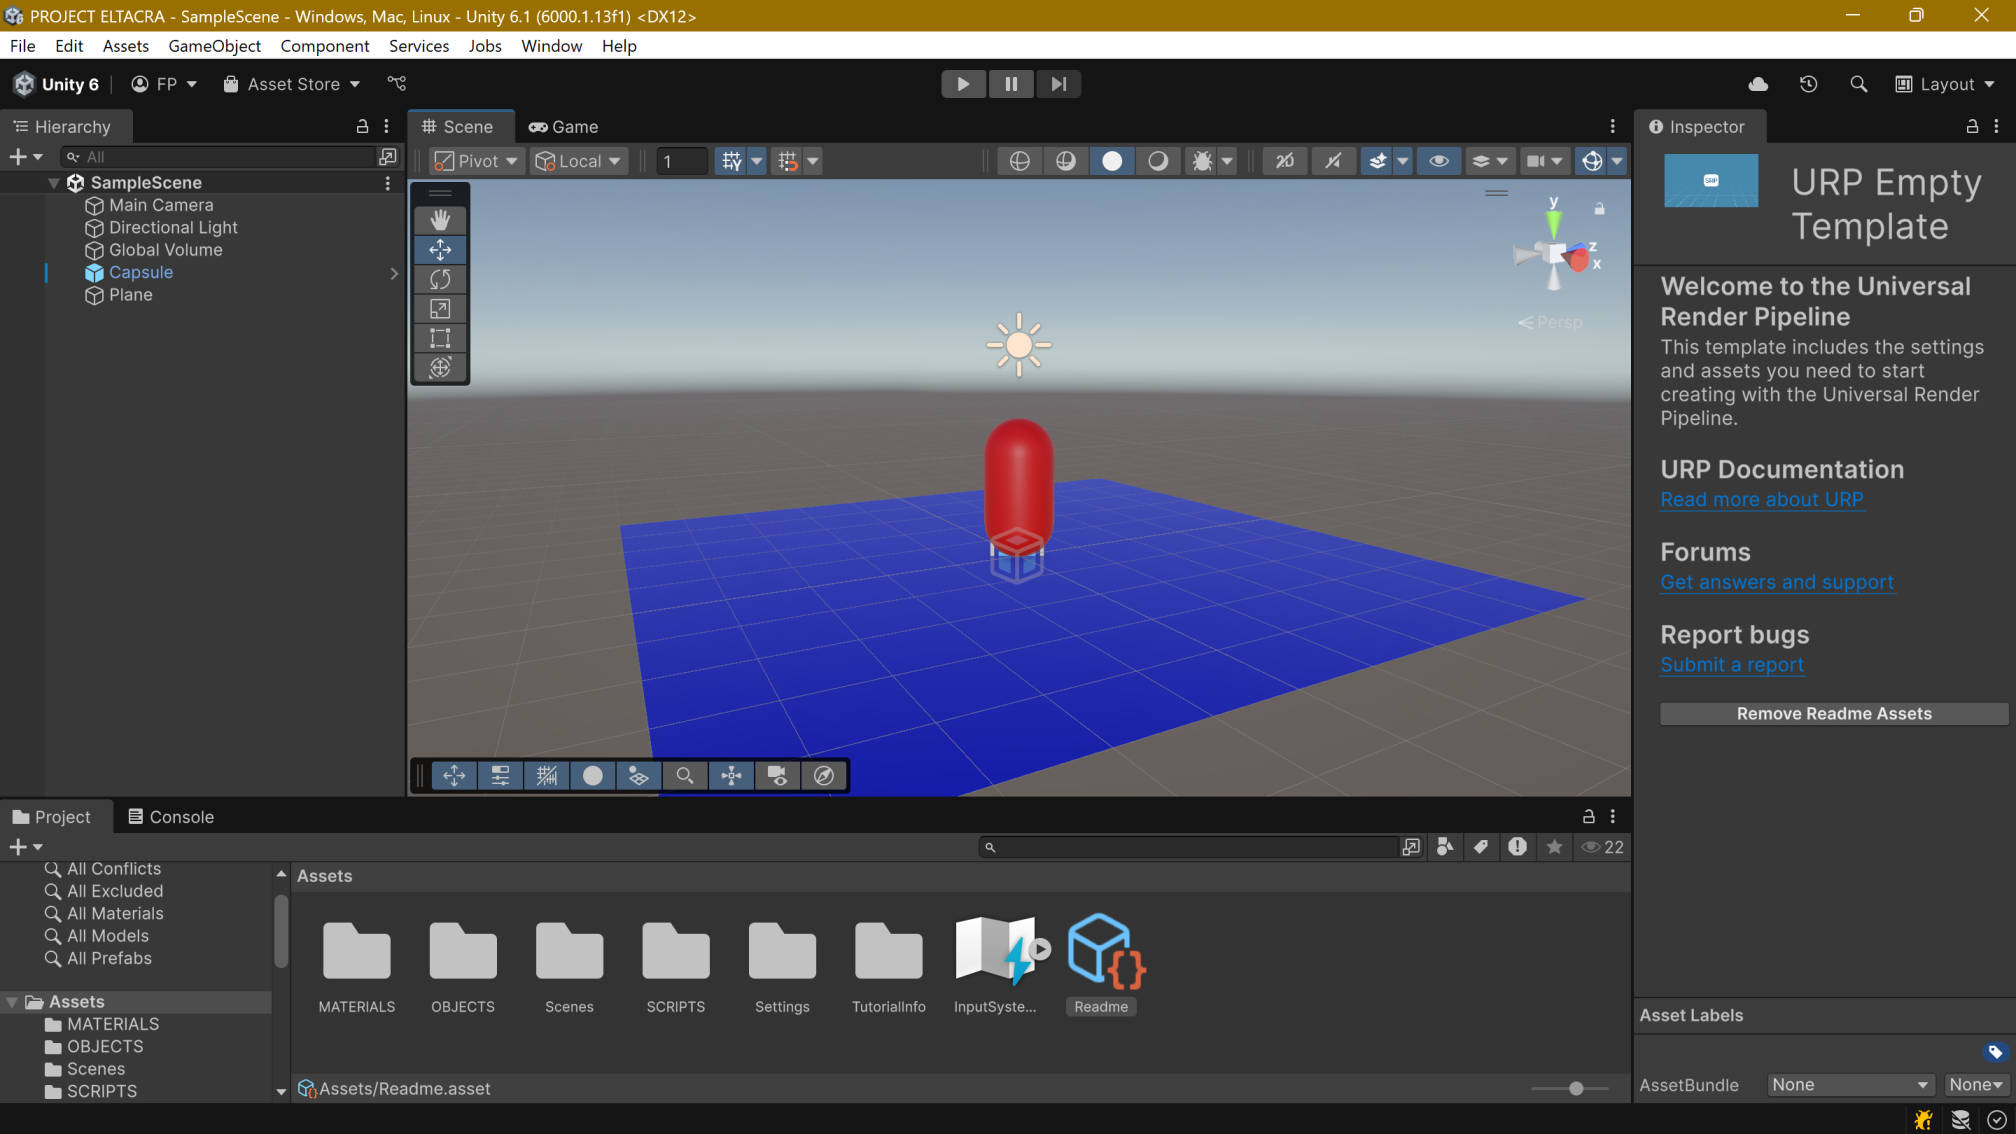 PROJECT ELTACRA - SampleScene - Windows, Mac, Linux - Unity 6.1 (6000.1.13f1) <DX12>
File Edit Assets GameObject Component Services Jobs Window Help
Unity 6 FP Asset Store Layout
Hierarchy
All
SampleScene
Main Camera
Directional Light
Global Volume
Capsule
Plane
Scene Game
Pivot Local 1 2D
y
z
x
Persp
Inspector
SRP
URP Empty
Template
Welcome to the Universal
Render Pipeline
This template includes the settings
and assets you need to start
creating with the Universal Render
Pipeline.
URP Documentation
Read more about URP
Forums
Get answers and support
Report bugs
Submit a report
Remove Readme Assets
Project Console
22
All Conflicts
All Excluded
All Materials
All Models
All Prefabs
Assets
MATERIALS
OBJECTS
Scenes
SCRIPTS
Assets
MATERIALS OBJECTS Scenes SCRIPTS Settings TutorialInfo InputSyste... Readme
Assets/Readme.asset
Asset Labels
AssetBundle None None